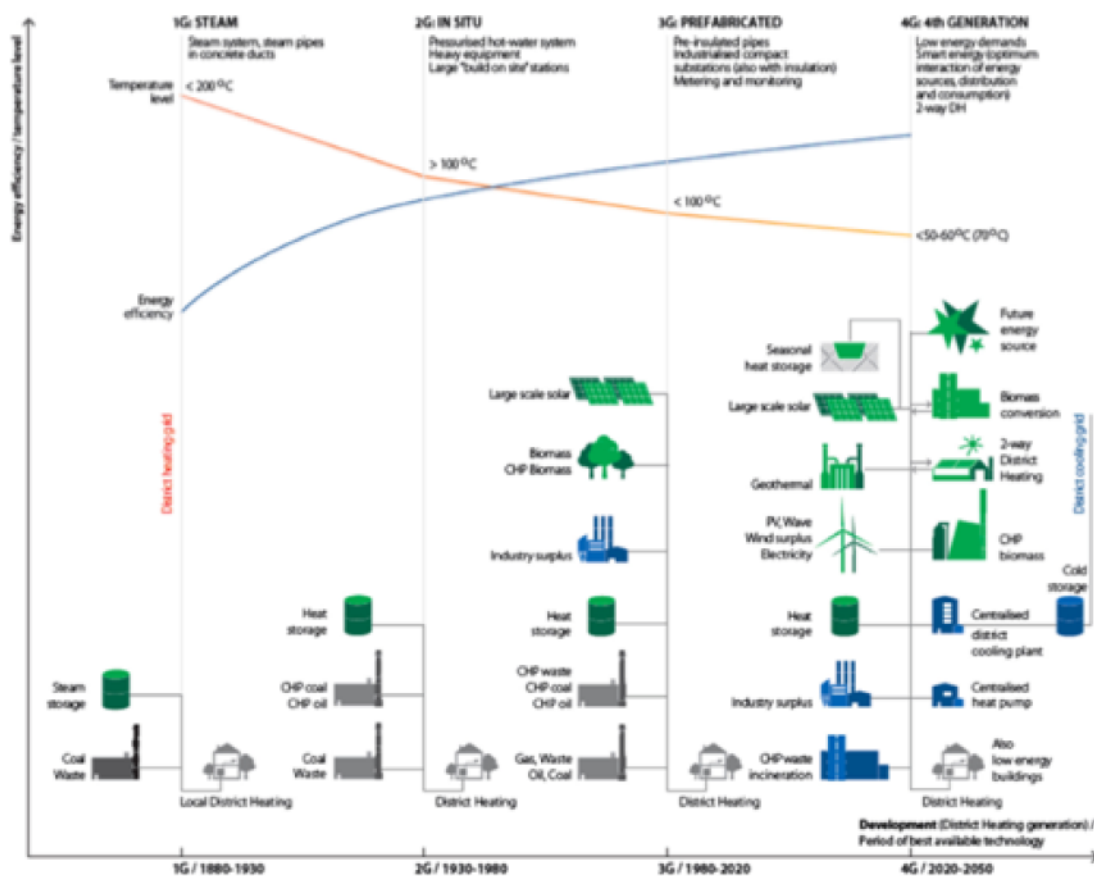 1G: STEAM
Steam system, steam pipes
in concrete ducts
2G: IN SITU
Pressurised hot-water system
Heavy equipment
Large "build on site" stations
3G: PREFABRICATED
Pre-insulated pipes
Industrialised compact
substations (also with insulation)
Metering and monitoring
4G: 4th GENERATION
Low energy demands
Smart energy (optimum
interaction of energy
sources, distribution
and consumption)
2-way DH
Energy efficiency / temperature level
Temperature
level
< 200 °C
> 100 °C
< 100 °C
<50-60°C (70°C)
Energy
efficiency
District heating grid
Steam
storage
Coal
Waste
Local District Heating
Heat
storage
CHP coal
CHP oil
Coal
Waste
District Heating
Large scale solar
Biomass
CHP Biomass
Industry surplus
Heat
storage
CHP waste
CHP coal
CHP oil
Gas, Waste
Oil, Coal
District Heating
Seasonal
heat storage
Large scale solar
Geothermal
PV, Wave
Wind surplus
Electricity
Heat
storage
Industry surplus
CHP waste
incineration
Future
energy
source
Biomass
conversion
2-way
District
Heating
CHP
biomass
Centralised
district
cooling plant
Centralised
heat pump
Also
low energy
buildings
District Heating
Cold
storage
District cooling grid
Development (District Heating generation) /
Period of best available technology
1G / 1880-1930
2G / 1930-1980
3G / 1980-2020
4G / 2020-2050